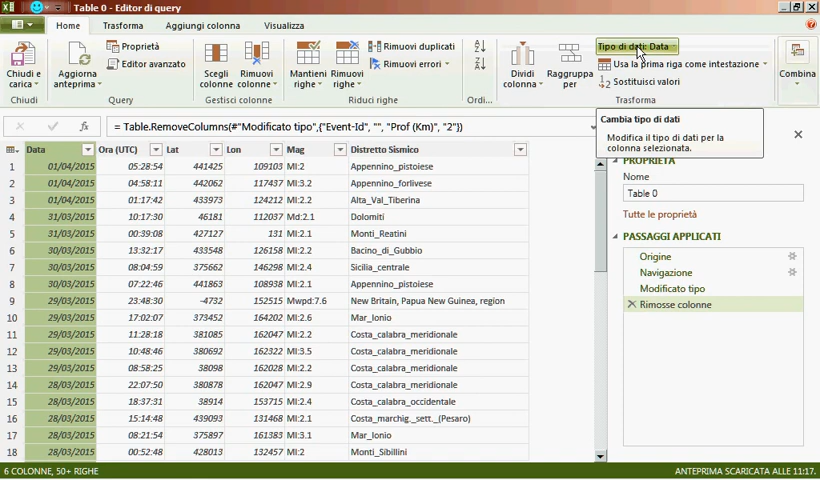 Table 0 - Editor di query
Home Trasforma Aggiungi colonna Visualizza
Chiudi e carica
Chiudi
Aggiorna anteprima
Proprietà
Editor avanzato
Query
Scegli colonne
Rimuovi colonne
Gestisci colonne
Mantieni righe
Rimuovi righe
Rimuovi duplicati
Rimuovi errori
Riduci righe
Ordi...
Dividi colonna
Raggruppa per
Tipo di dati: Data
Usa la prima riga come intestazione
Sostituisci valori
Trasforma
Combina
Cambia tipo di dati
Modifica il tipo di dati per la
colonna selezionata.
= Table.RemoveColumns(#"Modificato tipo",{"Event-Id", "", "Prof (Km)", "2"})
Data Ora (UTC) Lat Lon Mag Distretto Sismico
1 01/04/2015 05:28:54 441425 109103 Ml:2 Appennino_pistoiese
2 01/04/2015 04:58:11 442062 117437 Ml:3.2 Appennino_forlivese
3 01/04/2015 01:17:42 433973 124212 Ml:2.2 Alta_Val_Tiberina
4 31/03/2015 10:17:30 46181 112037 Md:2.1 Dolomiti
5 31/03/2015 00:39:08 427127 131 Ml:2.1 Monti_Reatini
6 30/03/2015 13:32:17 433548 126158 Ml:2.2 Bacino_di_Gubbio
7 30/03/2015 08:04:59 375662 146298 Ml:2.4 Sicilia_centrale
8 30/03/2015 07:22:46 441863 108938 Ml:2.1 Appennino_pistoiese
9 29/03/2015 23:48:30 -4732 152515 Mwpd:7.6 New Britain, Papua New Guinea, region
10 29/03/2015 17:02:07 373452 164202 Ml:2.6 Mar_Ionio
11 29/03/2015 11:28:18 381085 162047 Ml:2.2 Costa_calabra_meridionale
12 29/03/2015 10:48:46 380692 162322 Ml:3.5 Costa_calabra_meridionale
13 29/03/2015 08:58:25 38098 162028 Ml:2.2 Costa_calabra_meridionale
14 28/03/2015 22:07:50 380878 162047 Ml:2.9 Costa_calabra_meridionale
15 28/03/2015 18:37:31 38914 153715 Ml:2.4 Costa_calabra_occidentale
16 28/03/2015 15:14:48 439093 131468 Ml:2.1 Costa_marchig._sett._(Pesaro)
17 28/03/2015 08:21:54 375897 161383 Ml:3.1 Mar_Ionio
18 28/03/2015 00:52:48 428013 132457 Ml:2 Monti_Sibillini
PROPRIETÀ
Nome
Table 0
Tutte le proprietà
PASSAGGI APPLICATI
Origine
Navigazione
Modificato tipo
Rimosse colonne
6 COLONNE, 50+ RIGHE
ANTEPRIMA SCARICATA ALLE 11:17.